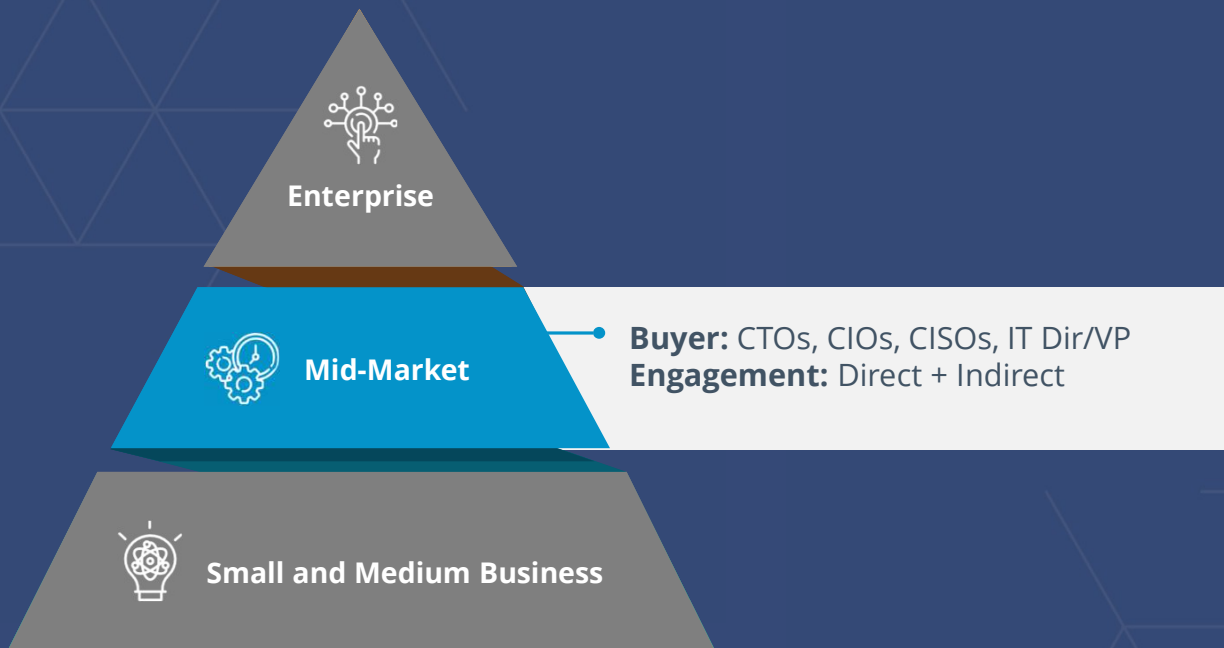 Enterprise
Mid-Market
Buyer: CTOs, CIOs, CISOs, IT Dir/VP
Engagement: Direct + Indirect
Small and Medium Business